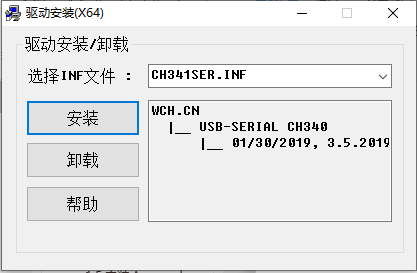 驱动安装(X64)
驱动安装/卸载
选择INF文件 :
CH341SER.INF
安装
卸载
帮助
WCH.CN
|__ USB-SERIAL CH340
|__ 01/30/2019, 3.5.2019